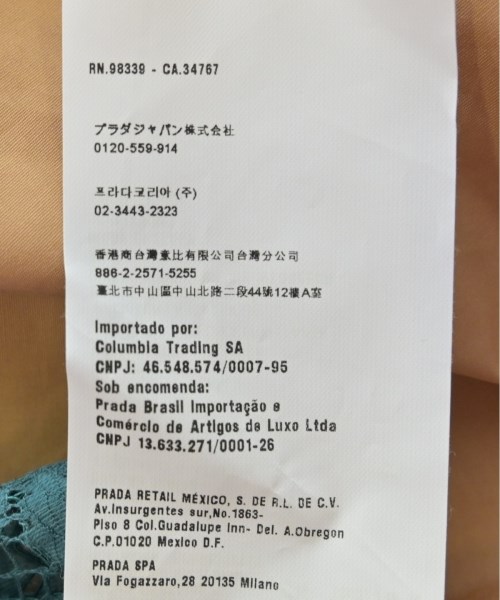 RN.98339 - CA.34767
プラダジャパン株式会社
0120-559-914
프라다코리아 (주)
02-3443-2323
香港商台灣意比有限公司台灣分公司
886-2-2571-5255
臺北市中山區中山北路二段44號12樓A室
Importado por:
Columbia Trading SA
CNPJ: 46.548.574/0007-95
Sob encomenda:
Prada Brasil Importação e
Comércio de Artigos de Luxo Ltda
CNPJ 13.633.271/0001-26
PRADA RETAIL MÉXICO, S. DE R.L. DE C.V.
Av.Insurgentes sur,No.1863-
Piso 8 Col.Guadalupe Inn- Del. A.Obregon
C.P.01020 Mexico D.F.
PRADA SPA
Via Fogazzaro,28 20135 Milano